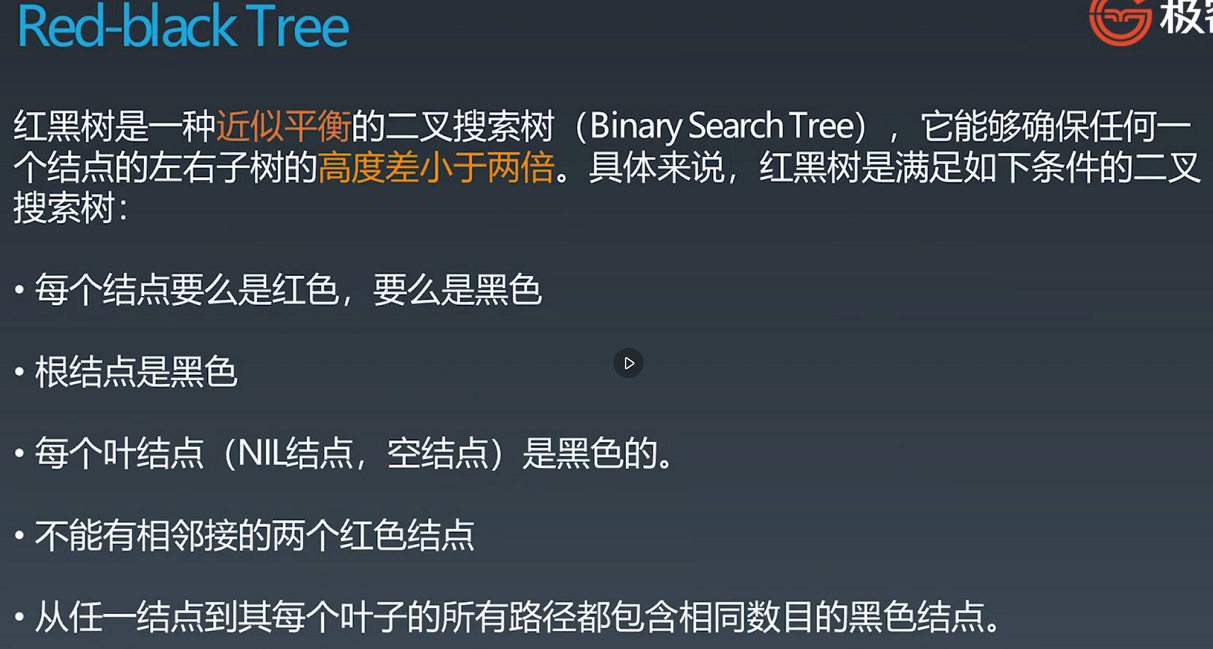 Red-black Tree
极
红黑树是一种近似平衡的二叉搜索树（Binary Search Tree），它能够确保任何一
个结点的左右子树的高度差小于两倍。具体来说，红黑树是满足如下条件的二叉
搜索树：
• 每个结点要么是红色，要么是黑色
• 根结点是黑色
• 每个叶结点（NIL结点，空结点）是黑色的。
• 不能有相邻接的两个红色结点
• 从任一结点到其每个叶子的所有路径都包含相同数目的黑色结点。